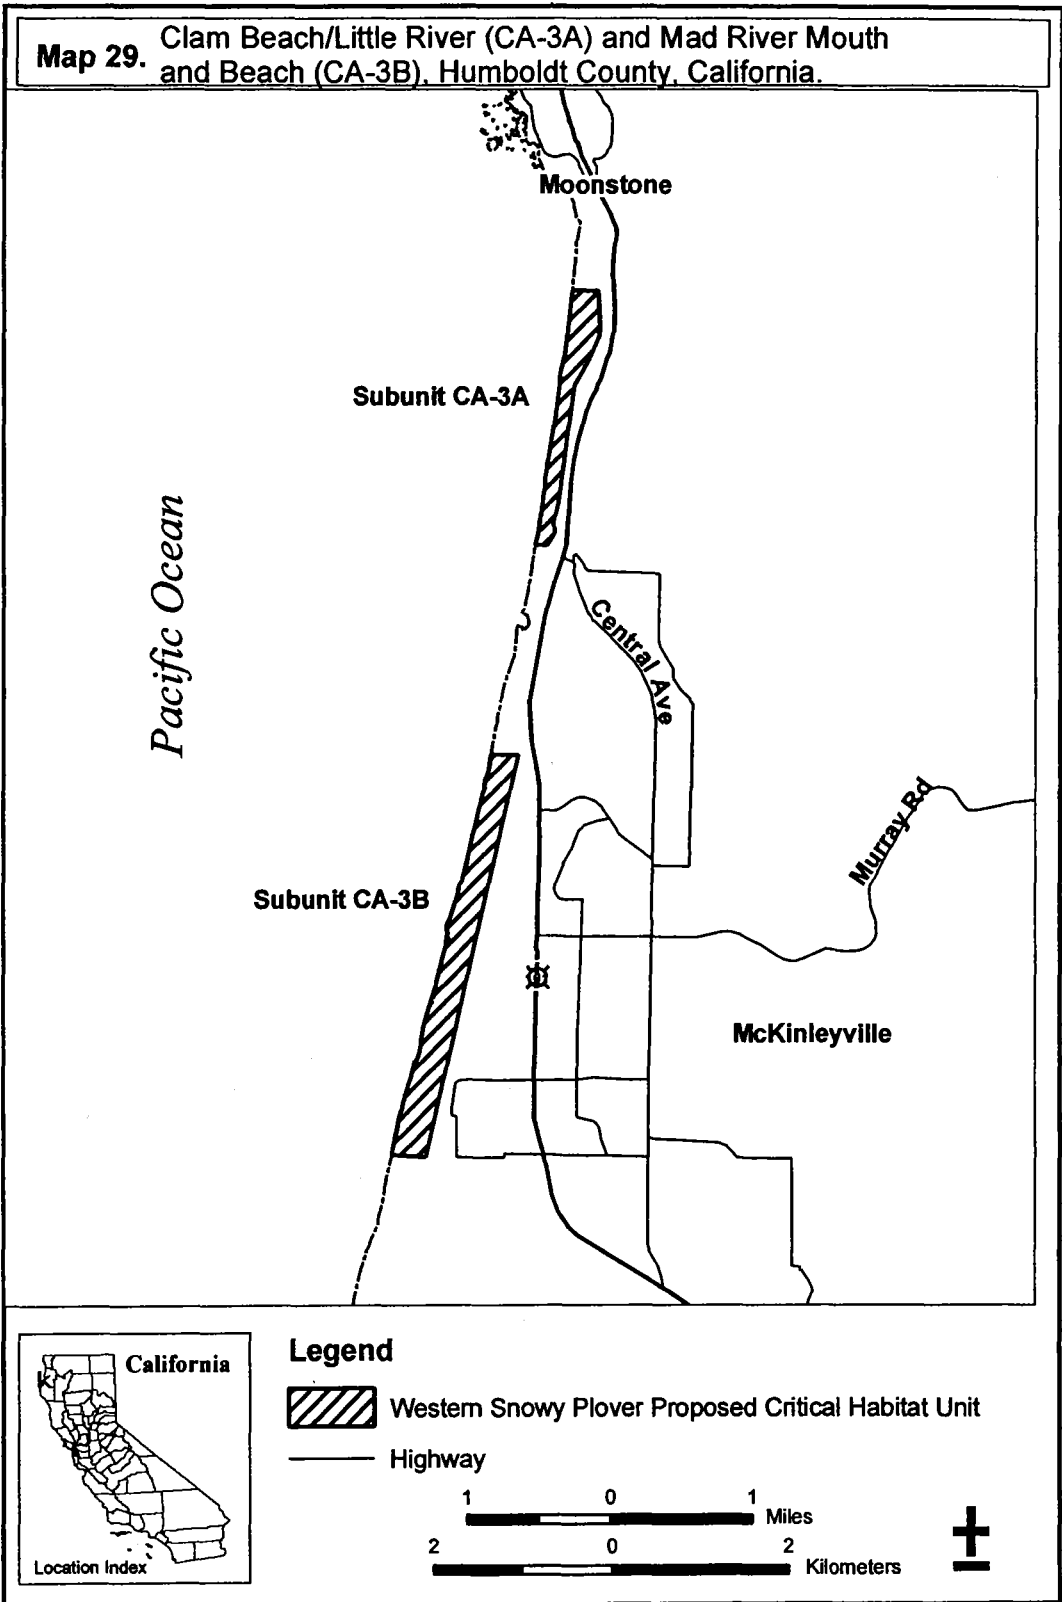 Map 29. Clam Beach/Little River (CA-3A) and Mad River Mouth
and Beach (CA-3B), Humboldt County, California.
Moonstone
Subunit CA-3A
Pacific Ocean
Central Ave
Murray Rd
Subunit CA-3B
McKinleyville
California
Location Index
Legend
Western Snowy Plover Proposed Critical Habitat Unit
Highway
1 0 1
Miles
2 0 2
Kilometers